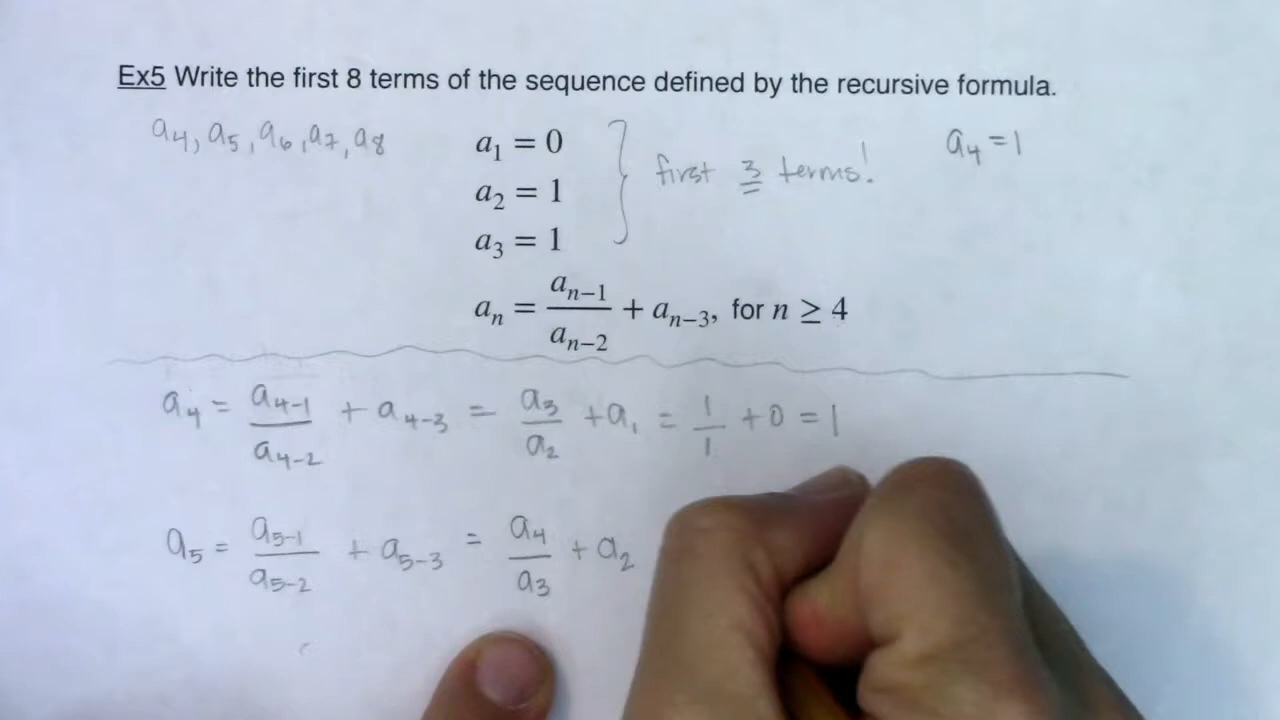 Ex5 Write the first 8 terms of the sequence defined by the recursive formula.
a₄, a₅, a₆, a₇, a₈
a₁ = 0
a₂ = 1
a₃ = 1
first 3 terms!
a₄ = 1
aₙ = aₙ₋₁/aₙ₋₂ + aₙ₋₃, for n ≥ 4
a₄ = a₄₋₁/a₄₋₂ + a₄₋₃ = a₃/a₂ + a₁ = 1/1 + 0 = 1
a₅ = a₅₋₁/a₅₋₂ + a₅₋₃ = a₄/a₃ + a₂